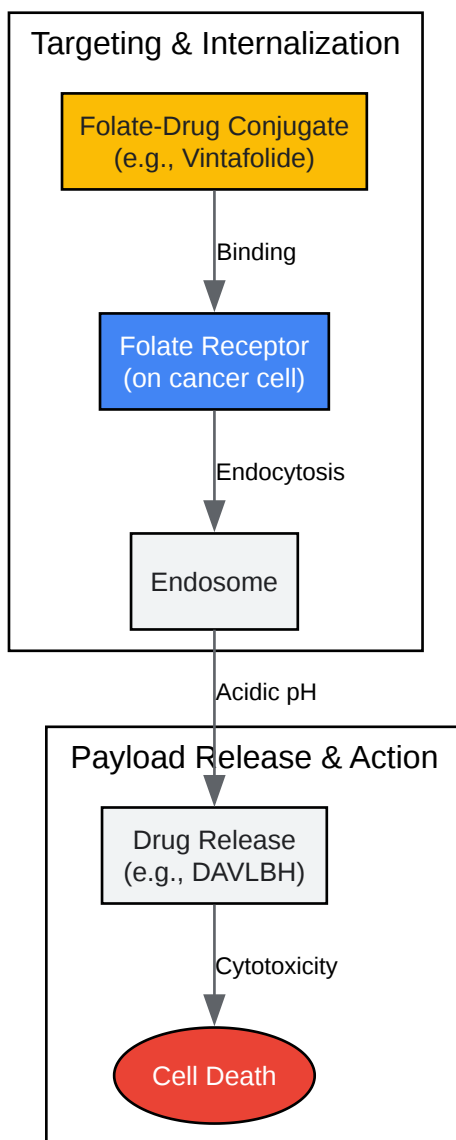 Targeting & Internalization
Folate-Drug Conjugate
(e.g., Vintafolide)
Binding
Folate Receptor
(on cancer cell)
Endocytosis
Endosome
Acidic pH
Payload Release & Action
Drug Release
(e.g., DAVLBH)
Cytotoxicity
Cell Death